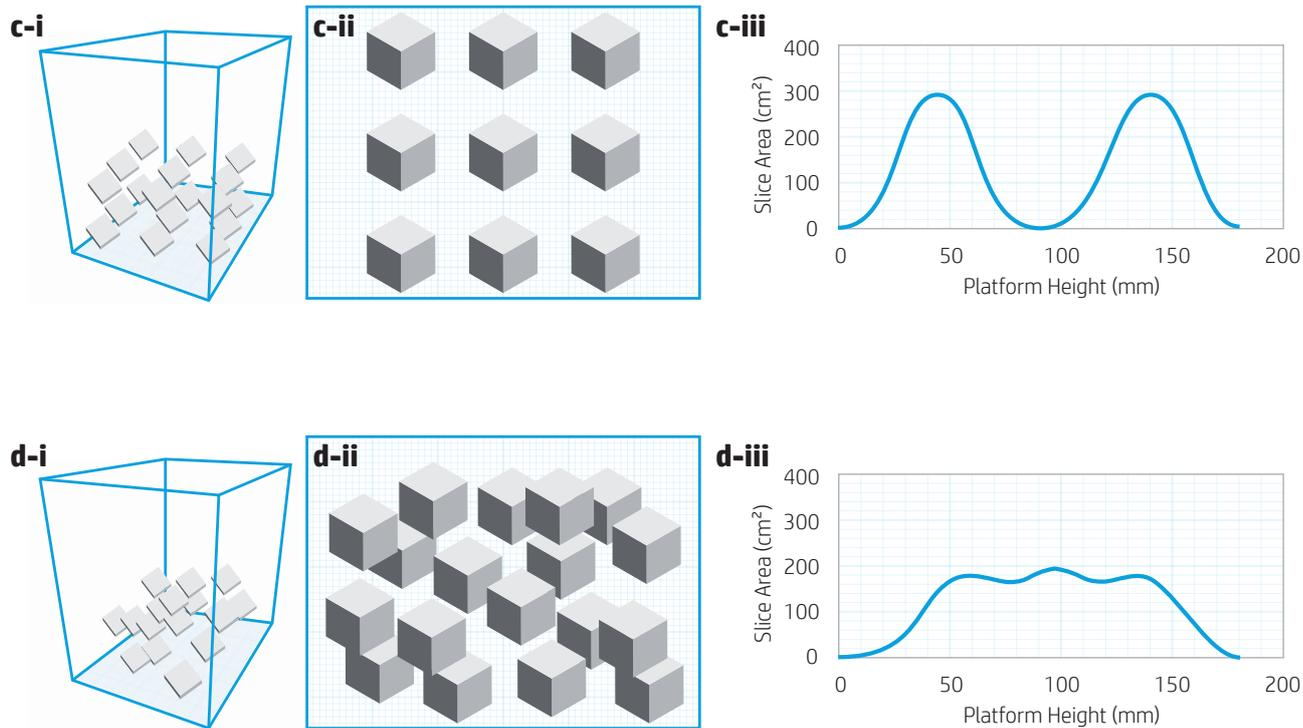 c-i
c-ii
c-iii
400
300
200
100
0
Slice Area (cm²)
0 50 100 150 200
Platform Height (mm)
d-i
d-ii
d-iii
400
300
200
100
0
Slice Area (cm²)
0 50 100 150 200
Platform Height (mm)